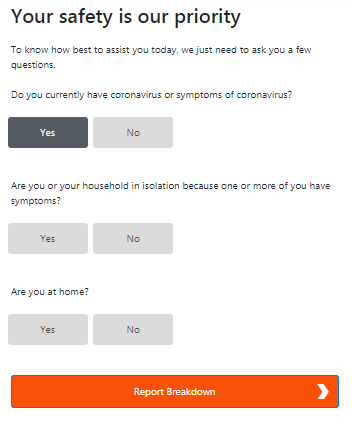 Your safety is our priority
To know how best to assist you today, we just need to ask you a few
questions.
Do you currently have coronavirus or symptoms of coronavirus?
Yes No
Are you or your household in isolation because one or more of you have
symptoms?
Yes No
Are you at home?
Yes No
Report Breakdown